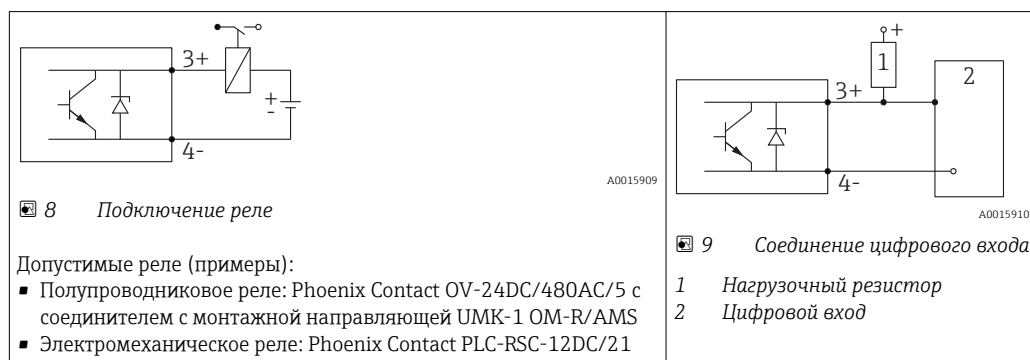 3+
+
-
4-
A0015909
8 Подключение реле
Допустимые реле (примеры):
▪ Полупроводниковое реле: Phoenix Contact OV-24DC/480AC/5 с
соединителем с монтажной направляющей UMK-1 OM-R/AMS
▪ Электромеханическое реле: Phoenix Contact PLC-RSC-12DC/21
+
1
2
3+
4-
A0015910
9 Соединение цифрового входа
1 Нагрузочный резистор
2 Цифровой вход